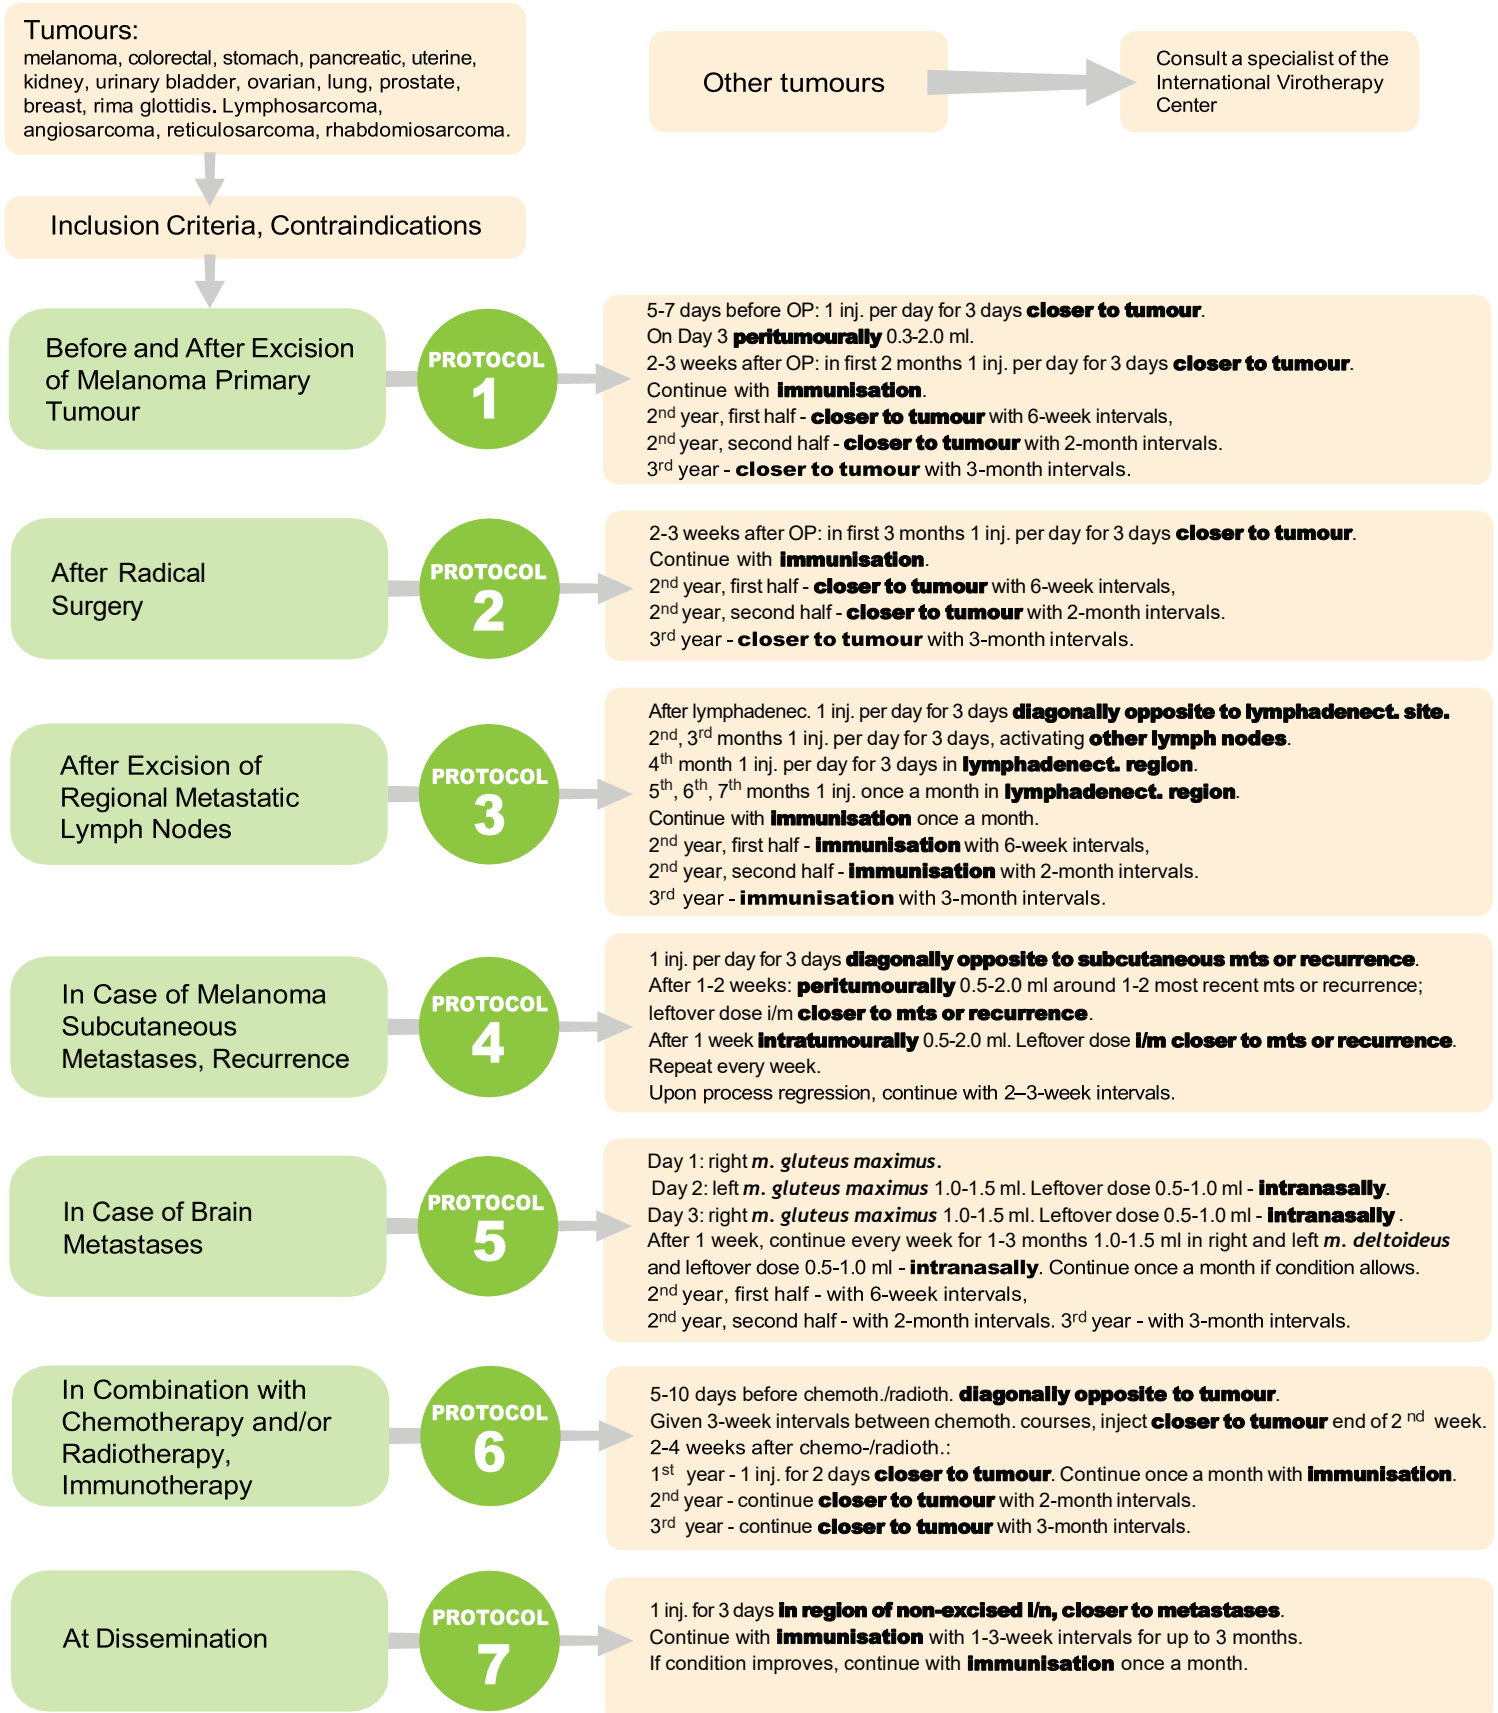 Tumours:
melanoma, colorectal, stomach, pancreatic, uterine,
kidney, urinary bladder, ovarian, lung, prostate,
breast, rima glottidis. Lymphosarcoma,
angiosarcoma, reticulosarcoma, rhabdomiosarcoma.
Other tumours
Consult a specialist of the
International Virotherapy
Center
Inclusion Criteria, Contraindications
Before and After Excision
of Melanoma Primary
Tumour
PROTOCOL
1
5-7 days before OP: 1 inj. per day for 3 days closer to tumour.
On Day 3 peritumourally 0.3-2.0 ml.
2-3 weeks after OP: in first 2 months 1 inj. per day for 3 days closer to tumour.
Continue with immunisation.
2nd year, first half - closer to tumour with 6-week intervals,
2nd year, second half - closer to tumour with 2-month intervals.
3rd year - closer to tumour with 3-month intervals.
After Radical
Surgery
PROTOCOL
2
2-3 weeks after OP: in first 3 months 1 inj. per day for 3 days closer to tumour.
Continue with immunisation.
2nd year, first half - closer to tumour with 6-week intervals,
2nd year, second half - closer to tumour with 2-month intervals.
3rd year - closer to tumour with 3-month intervals.
After Excision of
Regional Metastatic
Lymph Nodes
PROTOCOL
3
After lymphadenec. 1 inj. per day for 3 days diagonally opposite to lymphadenect. site.
2nd, 3rd months 1 inj. per day for 3 days, activating other lymph nodes.
4th month 1 inj. per day for 3 days in lymphadenect. region.
5th, 6th, 7th months 1 inj. once a month in lymphadenect. region.
Continue with immunisation once a month.
2nd year, first half - immunisation with 6-week intervals,
2nd year, second half - immunisation with 2-month intervals.
3rd year - immunisation with 3-month intervals.
In Case of Melanoma
Subcutaneous
Metastases, Recurrence
PROTOCOL
4
1 inj. per day for 3 days diagonally opposite to subcutaneous mts or recurrence.
After 1-2 weeks: peritumourally 0.5-2.0 ml around 1-2 most recent mts or recurrence;
leftover dose i/m closer to mts or recurrence.
After 1 week intratumourally 0.5-2.0 ml. Leftover dose i/m closer to mts or recurrence.
Repeat every week.
Upon process regression, continue with 2–3-week intervals.
In Case of Brain
Metastases
PROTOCOL
5
Day 1: right m. gluteus maximus.
Day 2: left m. gluteus maximus 1.0-1.5 ml. Leftover dose 0.5-1.0 ml - intranasally.
Day 3: right m. gluteus maximus 1.0-1.5 ml. Leftover dose 0.5-1.0 ml - intranasally .
After 1 week, continue every week for 1-3 months 1.0-1.5 ml in right and left m. deltoideus
and leftover dose 0.5-1.0 ml - intranasally. Continue once a month if condition allows.
2nd year, first half - with 6-week intervals,
2nd year, second half - with 2-month intervals. 3rd year - with 3-month intervals.
In Combination with
Chemotherapy and/or
Radiotherapy,
Immunotherapy
PROTOCOL
6
5-10 days before chemoth./radioth. diagonally opposite to tumour.
Given 3-week intervals between chemoth. courses, inject closer to tumour end of 2 nd week.
2-4 weeks after chemo-/radioth.:
1st year - 1 inj. for 2 days closer to tumour. Continue once a month with immunisation.
2nd year - continue closer to tumour with 2-month intervals.
3rd year - continue closer to tumour with 3-month intervals.
At Dissemination
PROTOCOL
7
1 inj. for 3 days in region of non-excised l/n, closer to metastases.
Continue with immunisation with 1-3-week intervals for up to 3 months.
If condition improves, continue with immunisation once a month.